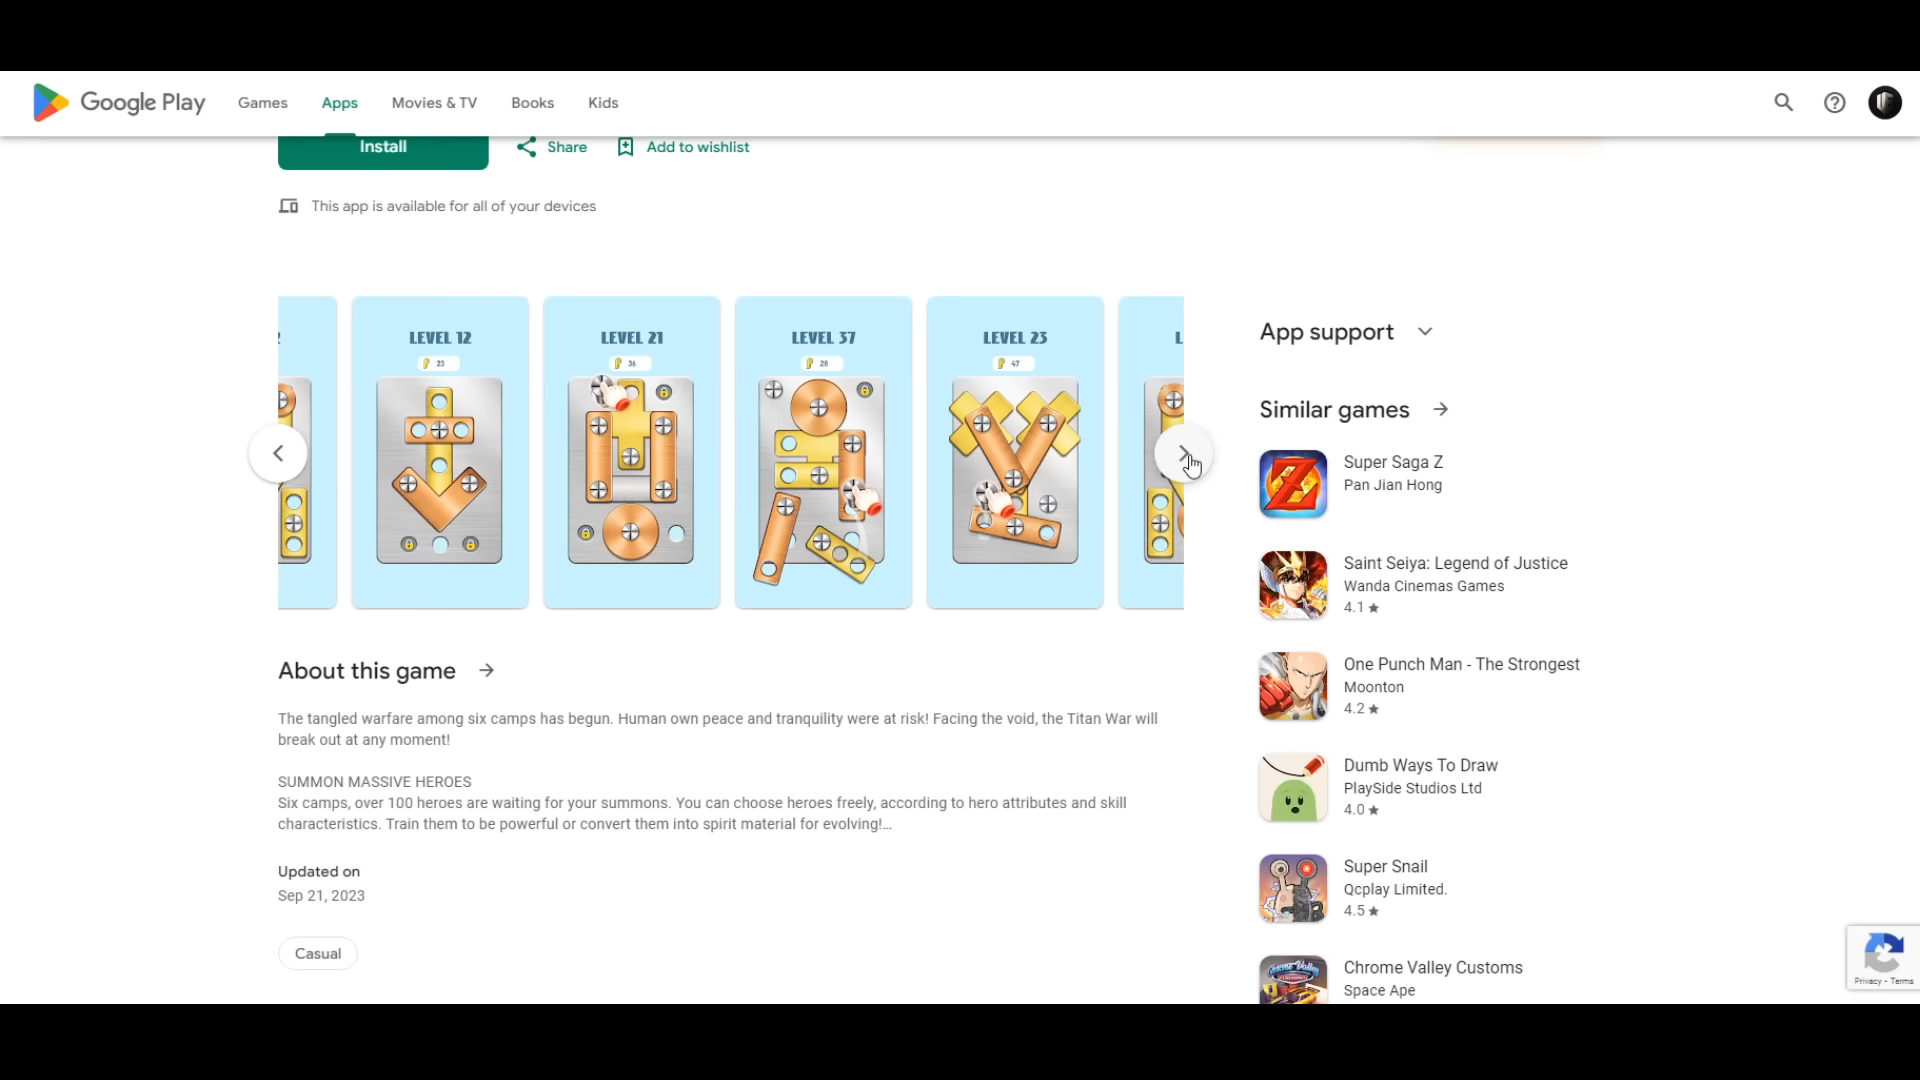 Google Play
Games
Apps
Movies & TV
Books
Kids
Install
Share
Add to wishlist
This app is available for all of your devices
LEVEL 12
23
LEVEL 21
36
LEVEL 37
28
LEVEL 23
47
L
About this game
The tangled warfare among six camps has begun. Human own peace and tranquility were at risk! Facing the void, the Titan War will
break out at any moment!
SUMMON MASSIVE HEROES
Six camps, over 100 heroes are waiting for your summons. You can choose heroes freely, according to hero attributes and skill
characteristics. Train them to be powerful or convert them into spirit material for evolving!...
Updated on
Sep 21, 2023
Casual
App support
Similar games
Super Saga Z
Pan Jian Hong
Saint Seiya: Legend of Justice
Wanda Cinemas Games
4.1★
One Punch Man - The Strongest
Moonton
4.2★
Dumb Ways To Draw
PlaySide Studios Ltd
4.0★
Super Snail
Qcplay Limited.
4.5★
Chrome Valley Customs
Space Ape
Privacy - Terms